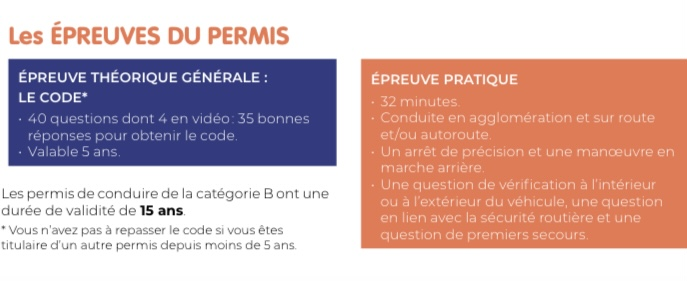 Les ÉPREUVES DU PERMIS
ÉPREUVE THÉORIQUE GÉNÉRALE :
LE CODE*
• 40 questions dont 4 en vidéo : 35 bonnes
réponses pour obtenir le code.
• Valable 5 ans.
Les permis de conduire de la catégorie B ont une
durée de validité de 15 ans.
* Vous n’avez pas à repasser le code si vous êtes
titulaire d’un autre permis depuis moins de 5 ans.
ÉPREUVE PRATIQUE
• 32 minutes.
• Conduite en agglomération et sur route
et/ou autoroute.
• Un arrêt de précision et une manœuvre en
marche arrière.
• Une question de vérification à l’intérieur
ou à l’extérieur du véhicule, une question
en lien avec la sécurité routière et une
question de premiers secours.